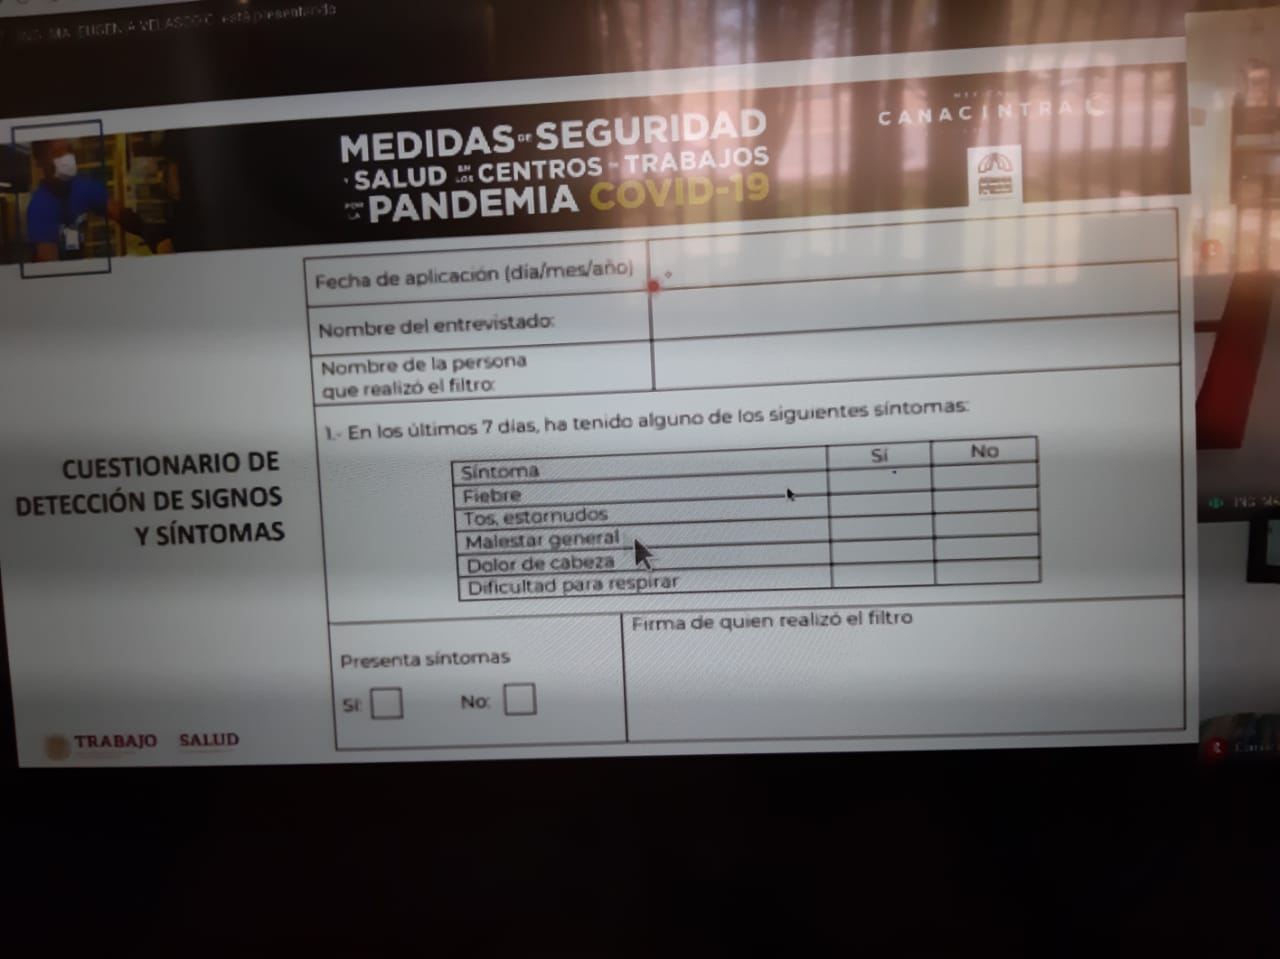 MA. EUGENIA VELASCO C. está presentando
MEDIDAS DE SEGURIDAD
Y SALUD EN LOS CENTROS DE TRABAJOS
POR LA PANDEMIA COVID-19
CANACINTRA
Fecha de aplicación (día/mes/año)
Nombre del entrevistado:
Nombre de la persona
que realizó el filtro:
1.- En los últimos 7 días, ha tenido alguno de los siguientes síntomas:
Síntoma Sí No
Fiebre
Tos, estornudos
Malestar general
Dolor de cabeza
Dificultad para respirar
CUESTIONARIO DE
DETECCIÓN DE SIGNOS
Y SÍNTOMAS
Presenta síntomas
Sí: No:
Firma de quien realizó el filtro
TRABAJO SALUD